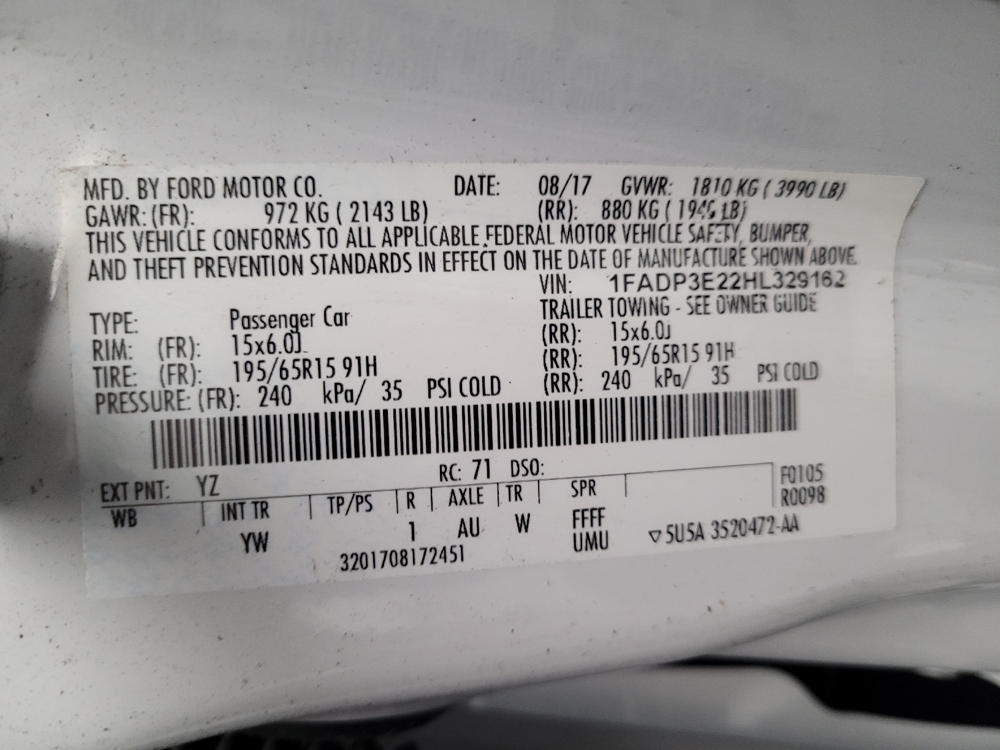 MFD. BY FORD MOTOR CO. DATE: 08/17 GVWR: 1810 KG ( 3990 LB)
GAWR: (FR): 972 KG ( 2143 LB) (RR): 880 KG ( 1940 LB)
THIS VEHICLE CONFORMS TO ALL APPLICABLE FEDERAL MOTOR VEHICLE SAFETY, BUMPER,
AND THEFT PREVENTION STANDARDS IN EFFECT ON THE DATE OF MANUFACTURE SHOWN ABOVE.
VIN: 1FADP3E22HL329162
TRAILER TOWING - SEE OWNER GUIDE
TYPE: Passenger Car
RIM: (FR): 15x6.0J (RR): 15x6.0J
TIRE: (FR): 195/65R15 91H (RR): 195/65R15 91H
PRESSURE: (FR): 240 kPa/ 35 PSI COLD (RR): 240 kPa/ 35 PSI COLD
EXT PNT: YZ RC: 71 DSO: F0105
WB INT TR TP/PS R AXLE TR SPR R0098
YW 1 AU W FFFF
UMU ▽5U5A 3520472-AA
3201708172451